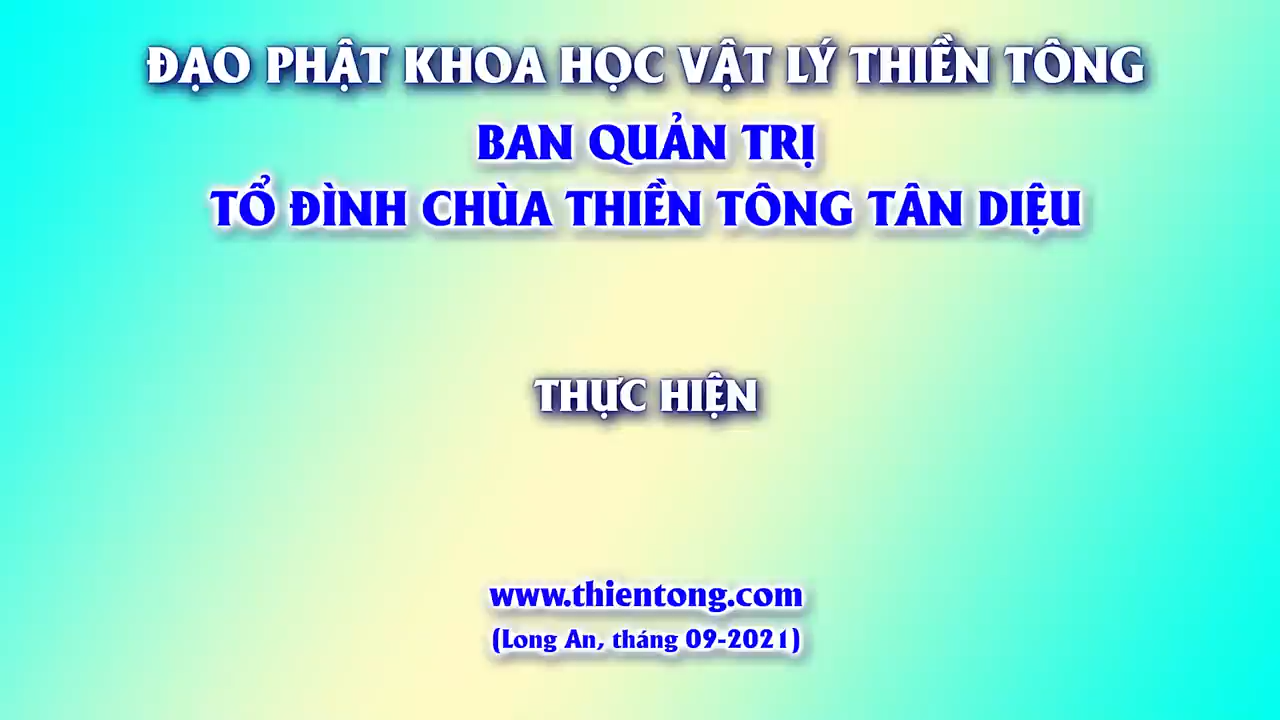 ĐẠO PHẬT KHOA HỌC VẬT LÝ THIỀN TÔNG
BAN QUẢN TRỊ
TỔ ĐÌNH CHÙA THIỀN TÔNG TÂN DIỆU
THỰC HIỆN
www.thientong.com
(Long An, tháng 09-2021)